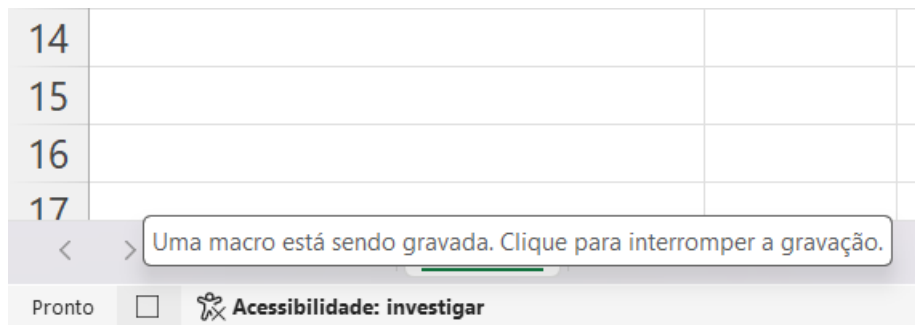 14
15
16
17
Uma macro está sendo gravada. Clique para interromper a gravação.
Pronto
Acessibilidade: investigar